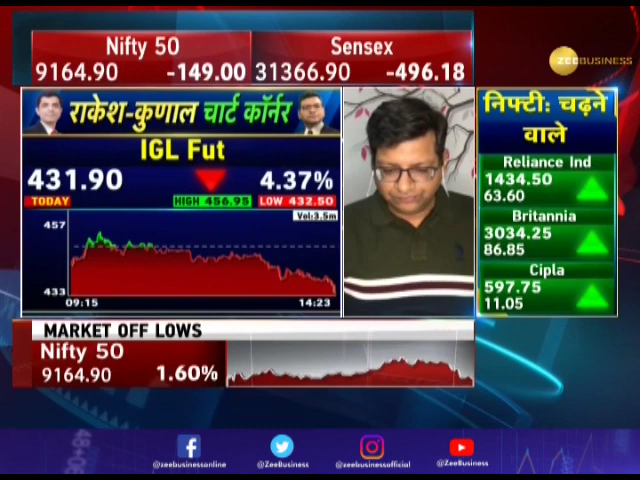 Nifty 50
9164.90 -149.00
Sensex
31366.90 -496.18
ZEEBUSINESS
राकेश-कुणाल चार्ट कॉर्नर
IGL Fut
431.90 4.37%
TODAY HIGH 456.95 LOW 432.50
Vol:3.5m
457
433
09:15 14:23
निफ्टी: चढ़ने
वाले
Reliance Ind
1434.50
63.60
Britannia
3034.25
86.85
Cipla
597.75
11.05
MARKET OFF LOWS
Nifty 50
9164.90 1.60%
@zeebusinessonline @ZeeBusiness @zeebusinessofficial @ZeeBusiness